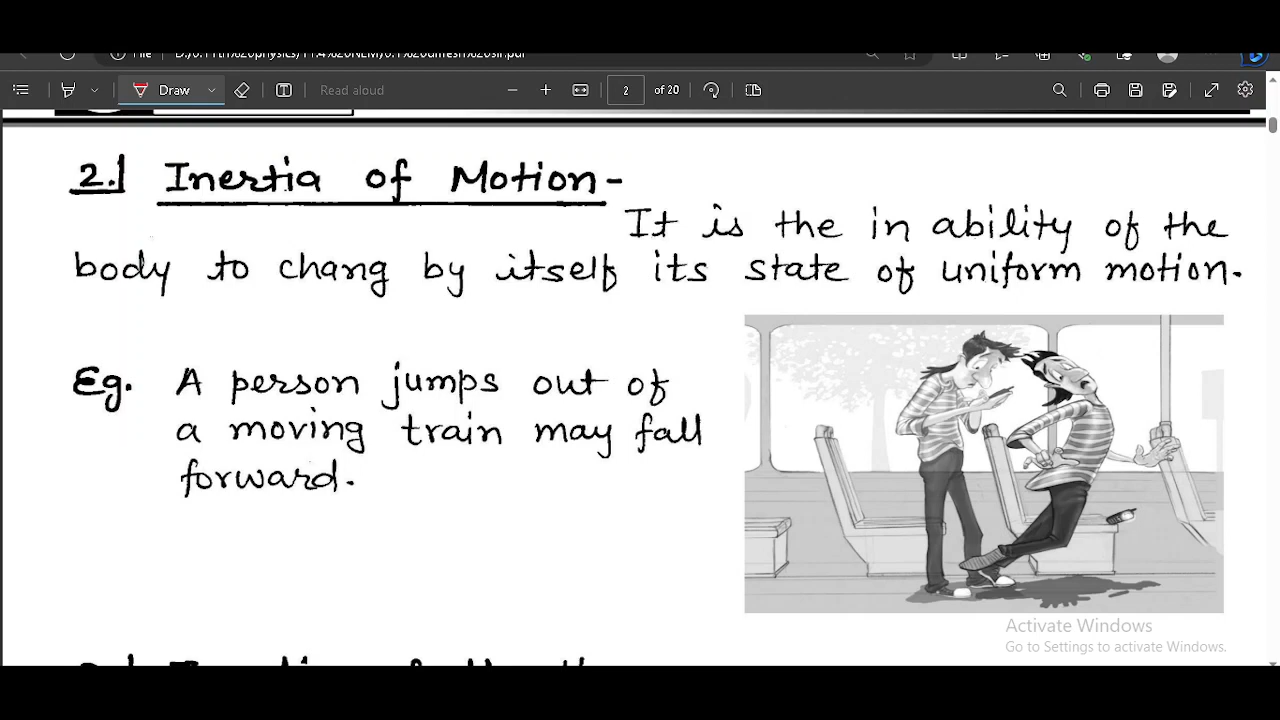 File
Draw
Read aloud
2
of 20
2.1 Inertia of Motion-
It is the in ability of the
body to chang by itself its state of uniform motion.
Eg. A person jumps out of
a moving train may fall
forward.
Activate Windows
Go to Settings to activate Windows.